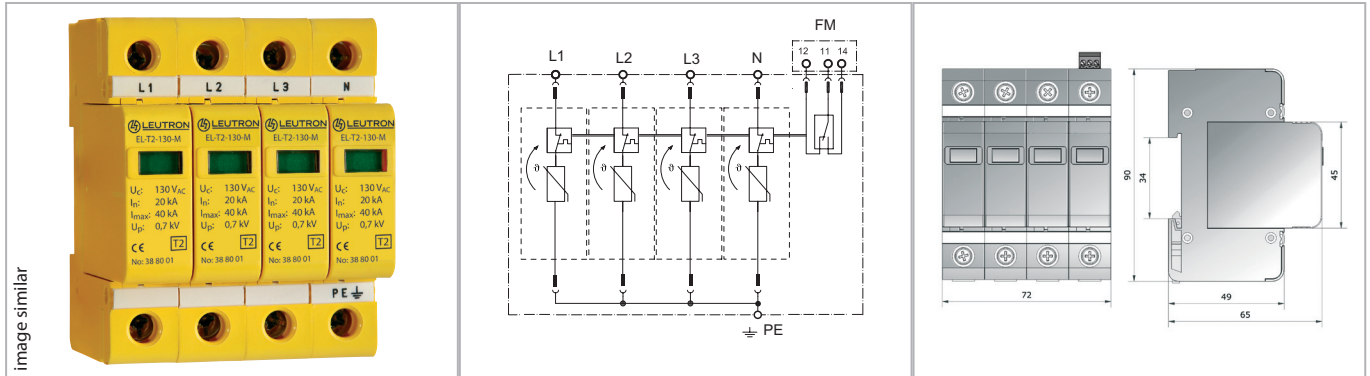 image similar
L1 L2 L3 N
LEUTRON LEUTRON LEUTRON LEUTRON
EL-T2-130-M EL-T2-130-M EL-T2-130-M EL-T2-130-M
Uc: 130 VAC Uc: 130 VAC Uc: 130 VAC Uc: 130 VAC
In: 20 kA In: 20 kA In: 20 kA In: 20 kA
Imax: 40 kA Imax: 40 kA Imax: 40 kA Imax: 40 kA
Up: 0,7 kV Up: 0,7 kV Up: 0,7 kV Up: 0,7 kV
CE T2 CE T2 CE T2 CE T2
No: 38 80 01 No: 38 80 01 No: 38 80 01 No: 38 80 01
PE
FM
12 11 14
L1 L2 L3 N
ϑ ϑ ϑ ϑ
PE
90
34
45
72
49
65